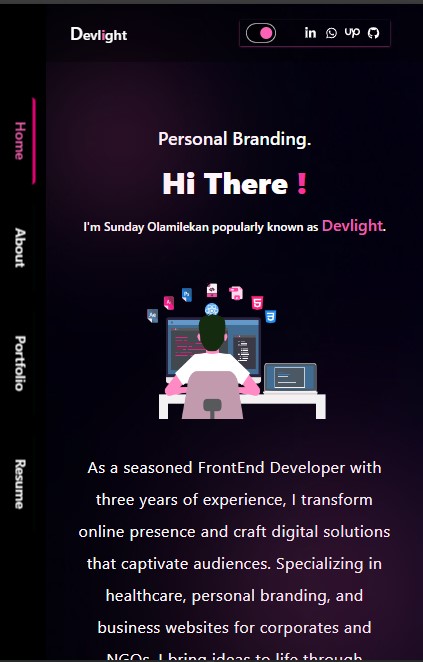 Devlight
in
up
Home
About
Portfolio
Resume
Personal Branding.
Hi There !
I'm Sunday Olamilekan popularly known as Devlight.
As a seasoned FrontEnd Developer with
three years of experience, I transform
online presence and craft digital solutions
that captivate audiences. Specializing in
healthcare, personal branding, and
business websites for corporates and
NGOs, I bring ideas to life through